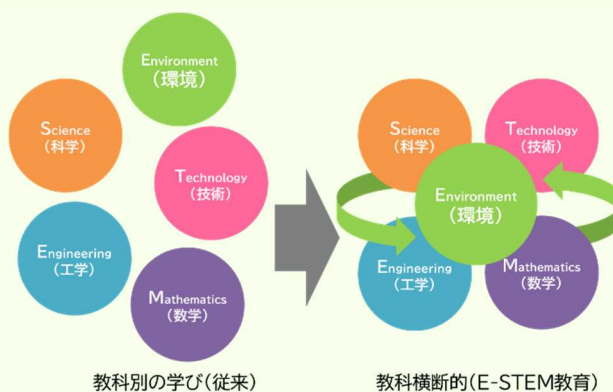 Environment
(環境)
Science
(科学)
Technology
(技術)
Engineering
(工学)
Mathematics
(数学)
教科別の学び(従来)
Science
(科学)
Technology
(技術)
Environment
(環境)
Engineering
(工学)
Mathematics
(数学)
教科横断的(E-STEM教育)